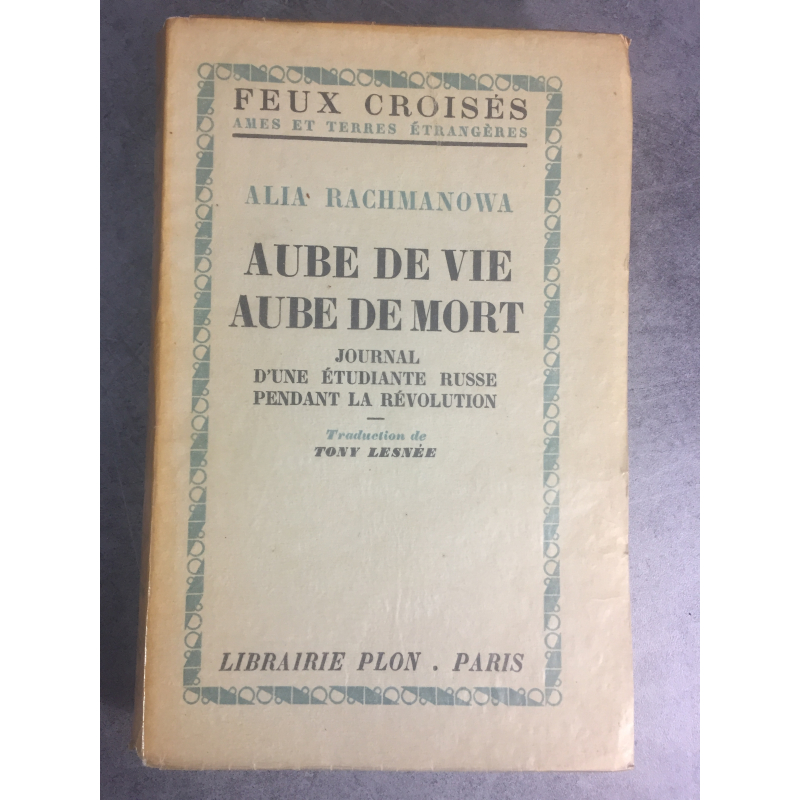 FEUX CROISÉS
AMES ET TERRES ÉTRANGÈRES
ALIA RACHMANOWA
AUBE DE VIE
AUBE DE MORT
JOURNAL
D'UNE ÉTUDIANTE RUSSE
PENDANT LA RÉVOLUTION
Traduction de
TONY LESNÉE
LIBRAIRIE PLON . PARIS